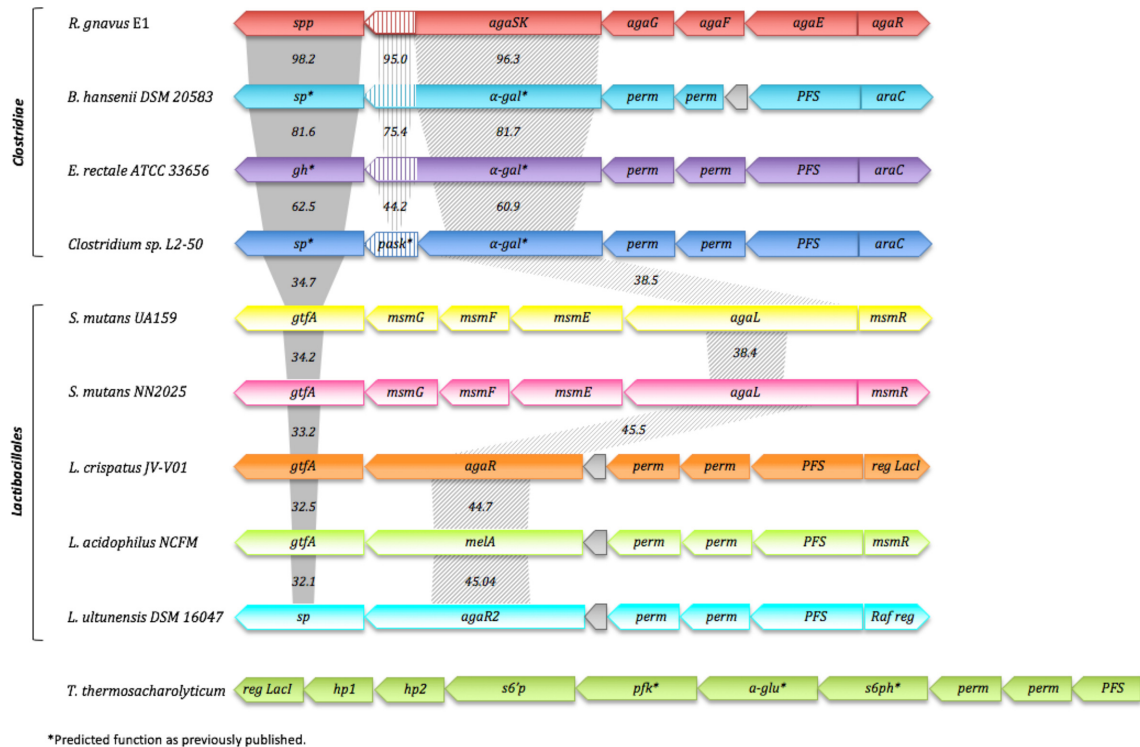 R. gnavus E1 spp agaSK agaG agaF agaE agaR
98.2 95.0 96.3
B. hansenii DSM 20583 sp* α-gal* perm perm PFS araC
81.6 75.4 81.7
E. rectale ATCC 33656 gh* α-gal* perm perm PFS araC
62.5 44.2 60.9
Clostridium sp. L2-50 sp* pask* α-gal* perm perm PFS araC
34.7 38.5
S. mutans UA159 gtfA msmG msmF msmE agaL msmR
34.2 38.4
S. mutans NN2025 gtfA msmG msmF msmE agaL msmR
33.2 45.5
L. crispatus JV-V01 gtfA agaR perm perm PFS reg LacI
32.5 44.7
L. acidophilus NCFM gtfA melA perm perm PFS msmR
32.1 45.04
L. ultunensis DSM 16047 sp agaR2 perm perm PFS Raf reg
T. thermosacharolyticum reg LacI hp1 hp2 s6'p pfk* a-glu* s6ph* perm perm PFS
Clostridiae
Lactibacillales
*Predicted function as previously published.